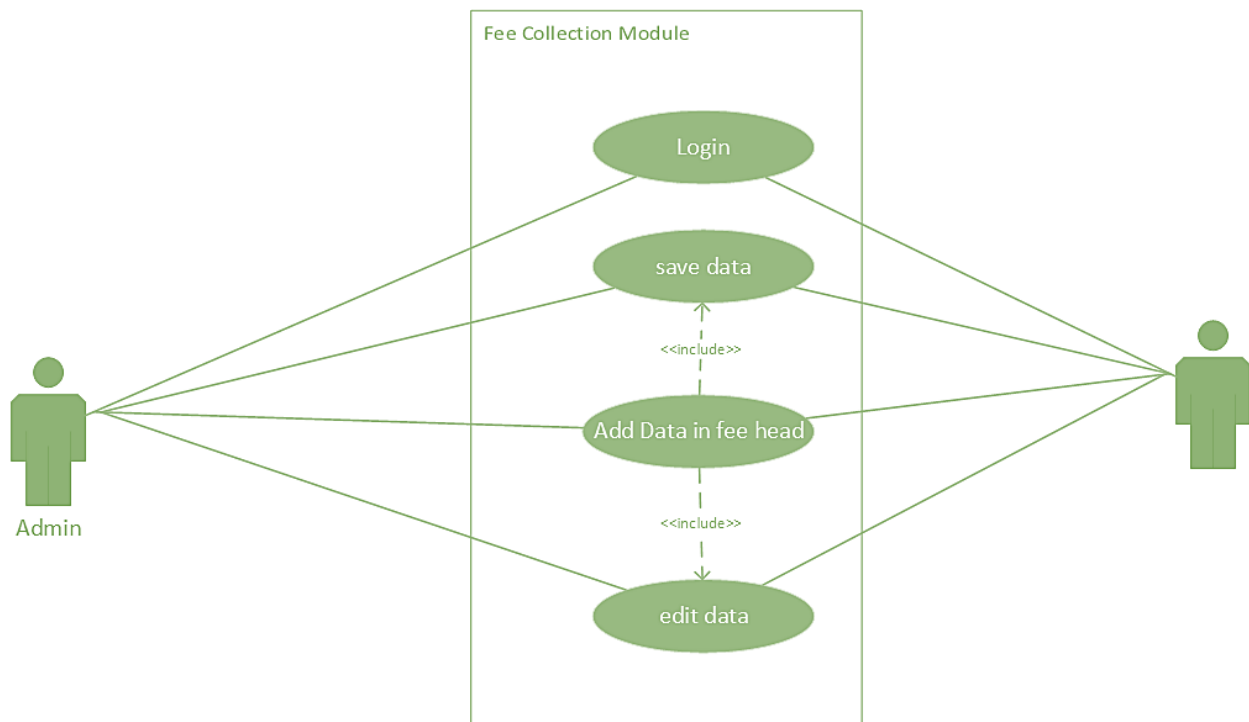 Fee Collection Module
Login
save data
<<include>>
Add Data in fee head
<<include>>
Admin
edit data